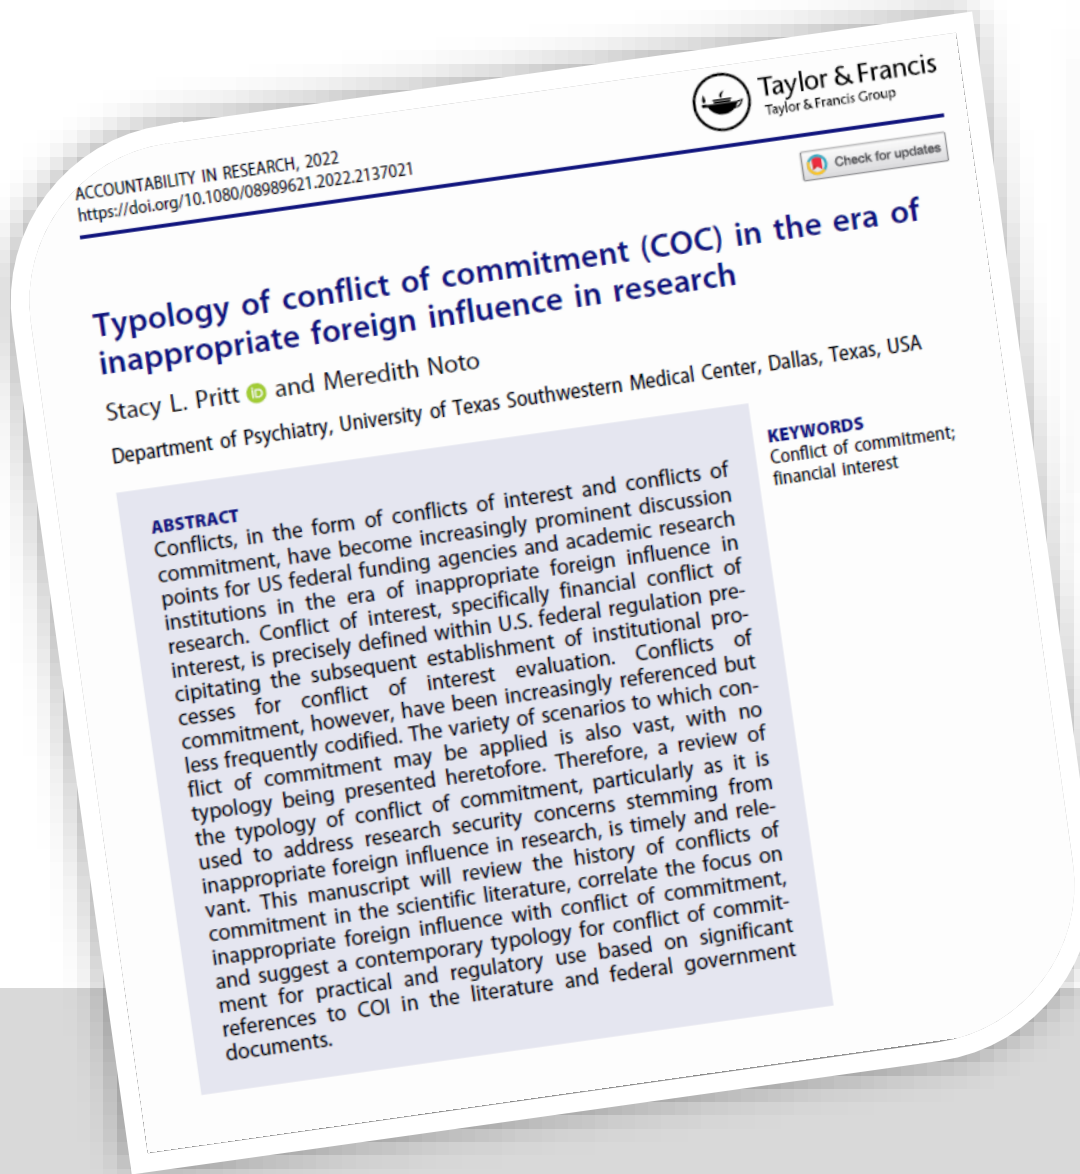 Taylor & Francis
Taylor & Francis Group
ACCOUNTABILITY IN RESEARCH, 2022
https://doi.org/10.1080/08989621.2022.2137021
Check for updates
Typology of conflict of commitment (COC) in the era of
inappropriate foreign influence in research
Stacy L. Pritt iD and Meredith Noto
Department of Psychiatry, University of Texas Southwestern Medical Center, Dallas, Texas, USA
ABSTRACT
Conflicts, in the form of conflicts of interest and conflicts of
commitment, have become increasingly prominent discussion
points for US federal funding agencies and academic research
institutions in the era of inappropriate foreign influence in
research. Conflict of interest, specifically financial conflict of
interest, is precisely defined within U.S. federal regulation pre-
cipitating the subsequent establishment of institutional pro-
cesses for conflict of interest evaluation. Conflicts of
commitment, however, have been increasingly referenced but
less frequently codified. The variety of scenarios to which con-
flict of commitment may be applied is also vast, with no
typology being presented heretofore. Therefore, a review of
the typology of conflict of commitment, particularly as it is
used to address research security concerns stemming from
inappropriate foreign influence in research, is timely and rele-
vant. This manuscript will review the history of conflicts of
commitment in the scientific literature, correlate the focus on
inappropriate foreign influence with conflict of commitment,
and suggest a contemporary typology for conflict of commit-
ment for practical and regulatory use based on significant
references to COI in the literature and federal government
documents.
KEYWORDS
Conflict of commitment;
financial interest